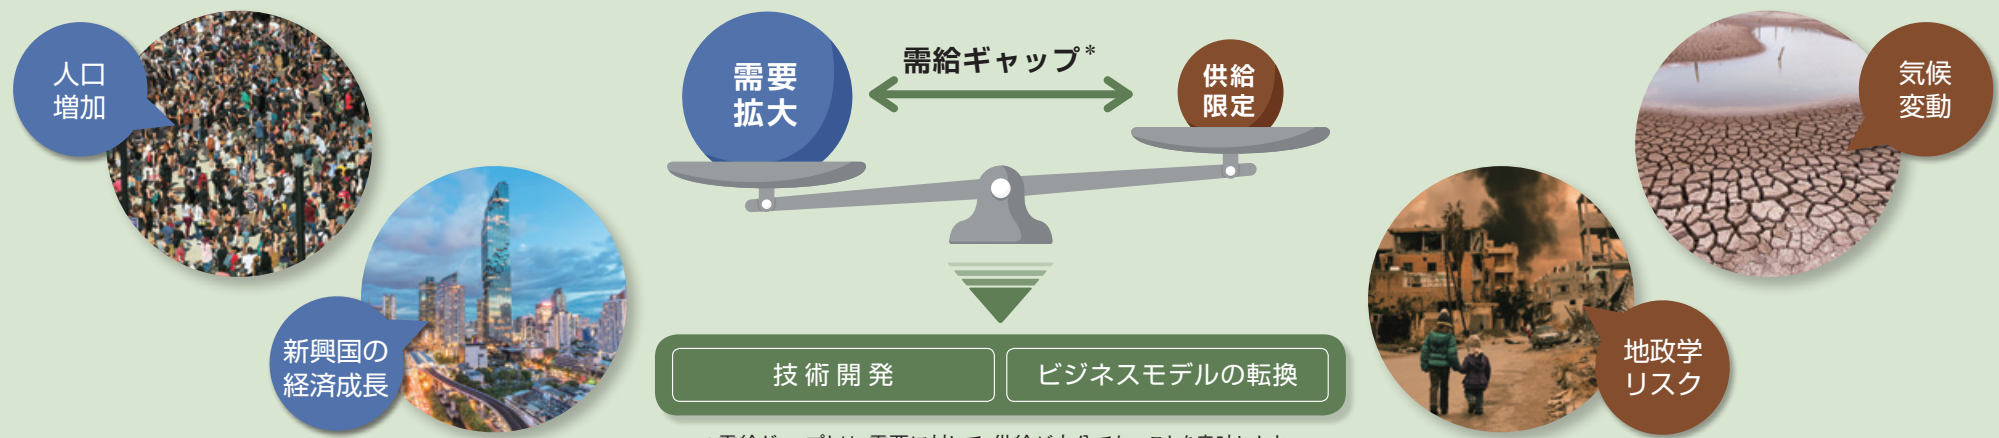 人口
増加
新興国の
経済成長
需要
拡大
需給ギャップ*
供給
限定
技術開発
ビジネスモデルの転換
気候
変動
地政学
リスク